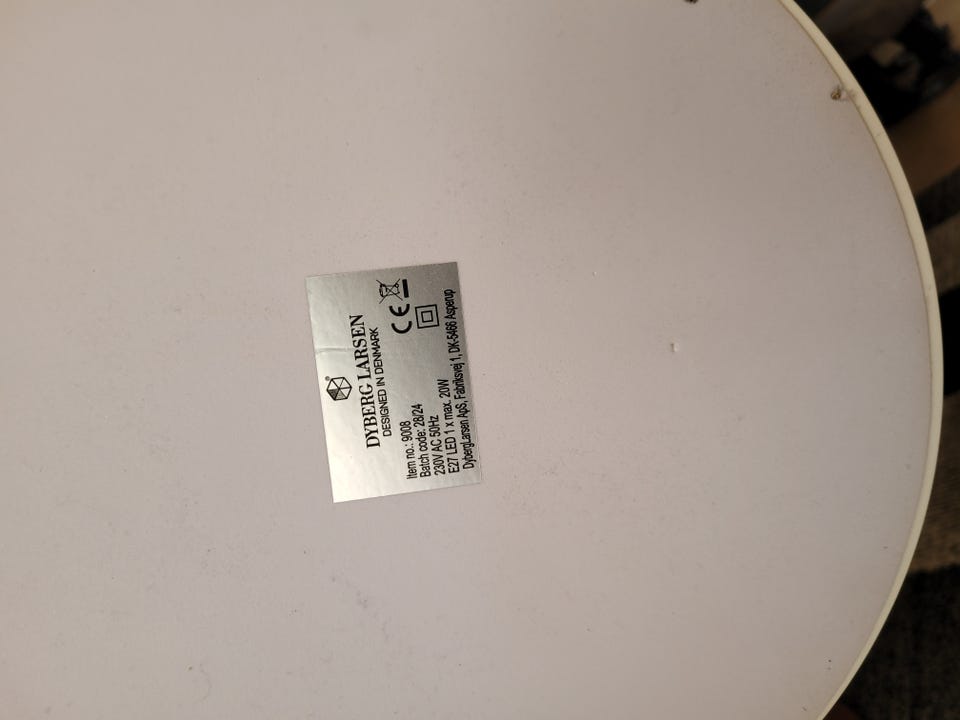 DYBERG LARSEN
DESIGNED IN DENMARK
Item no.: 9008
Batch code: 28/24
230V AC 50Hz
E27 LED 1 x max. 20W
DybergLarsen ApS, Fabriksvej 1, DK-5466 Asperup